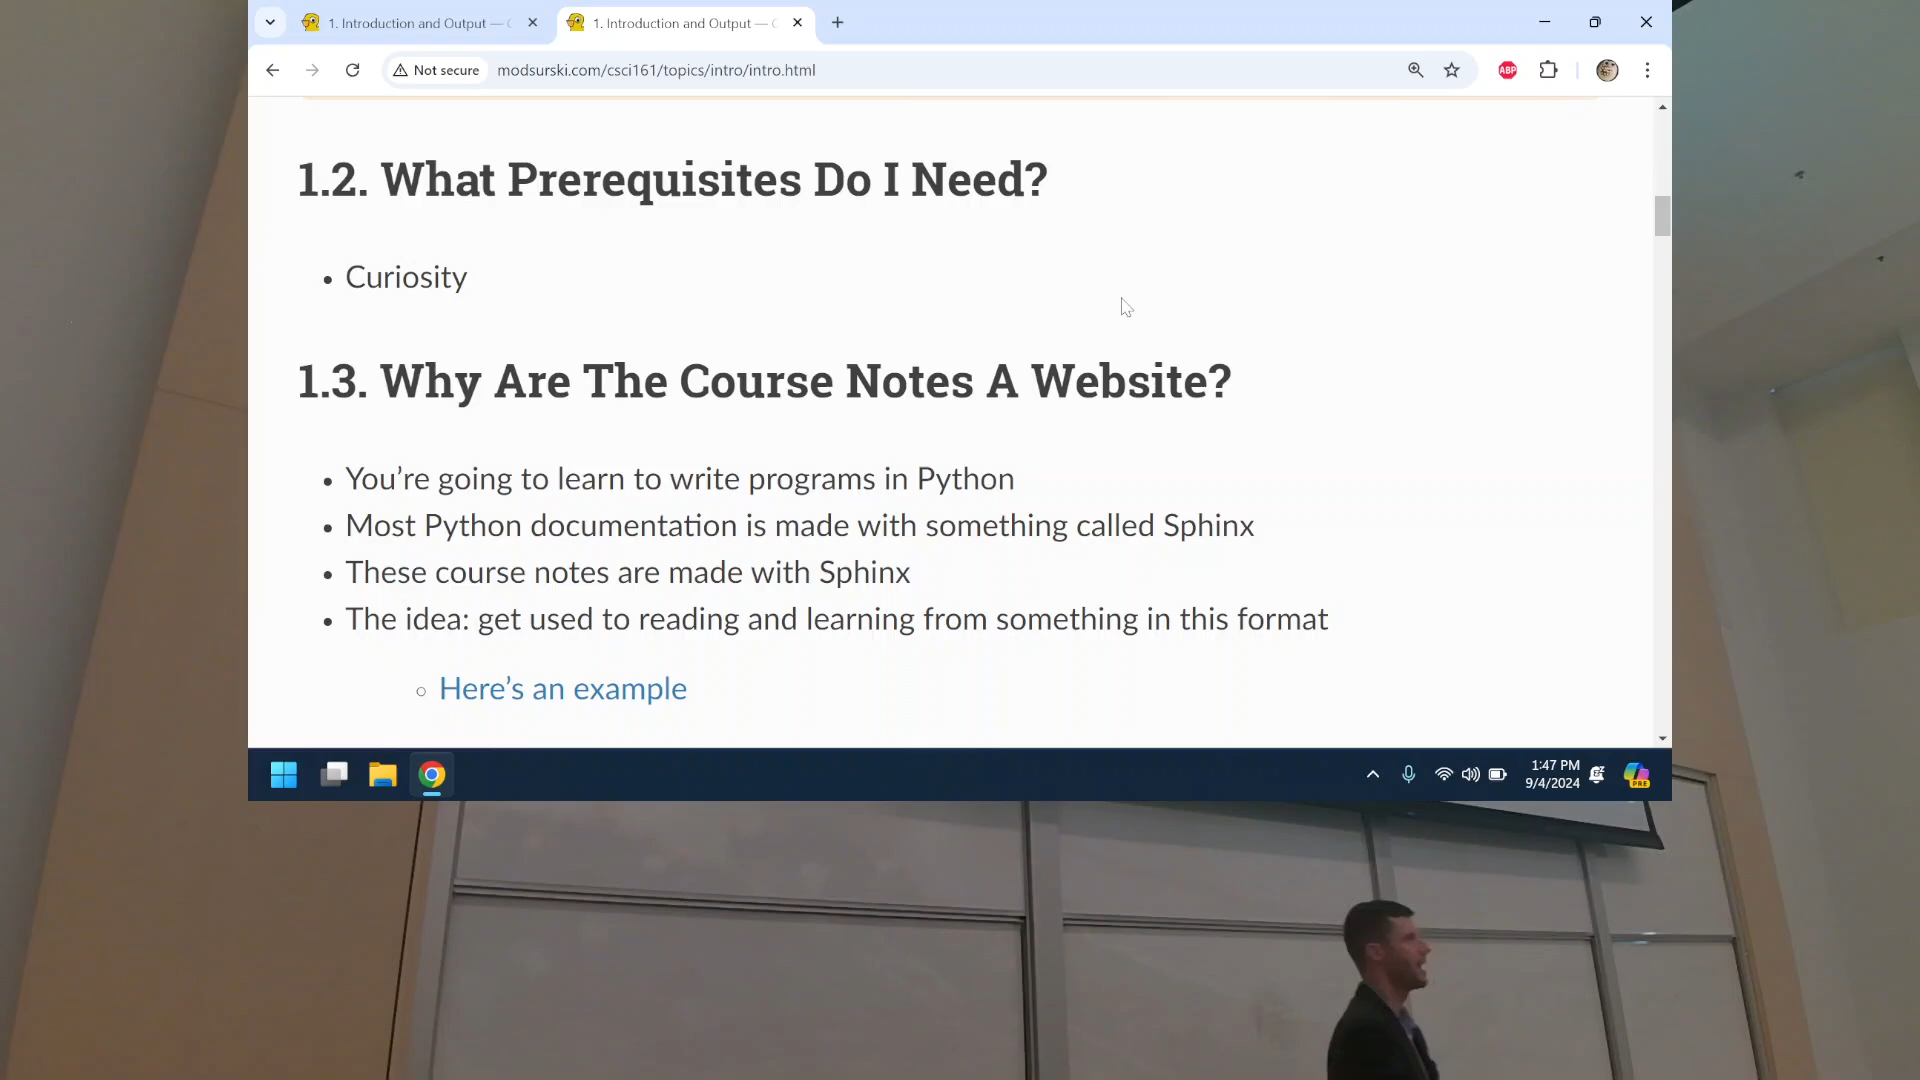 1. Introduction and Output —
1. Introduction and Output —
Not secure
modsurski.com/csci161/topics/intro/intro.html
ABP
1.2. What Prerequisites Do I Need?
• Curiosity
1.3. Why Are The Course Notes A Website?
• You’re going to learn to write programs in Python
• Most Python documentation is made with something called Sphinx
• These course notes are made with Sphinx
• The idea: get used to reading and learning from something in this format
◦ Here’s an example
1:47 PM
9/4/2024
PRE